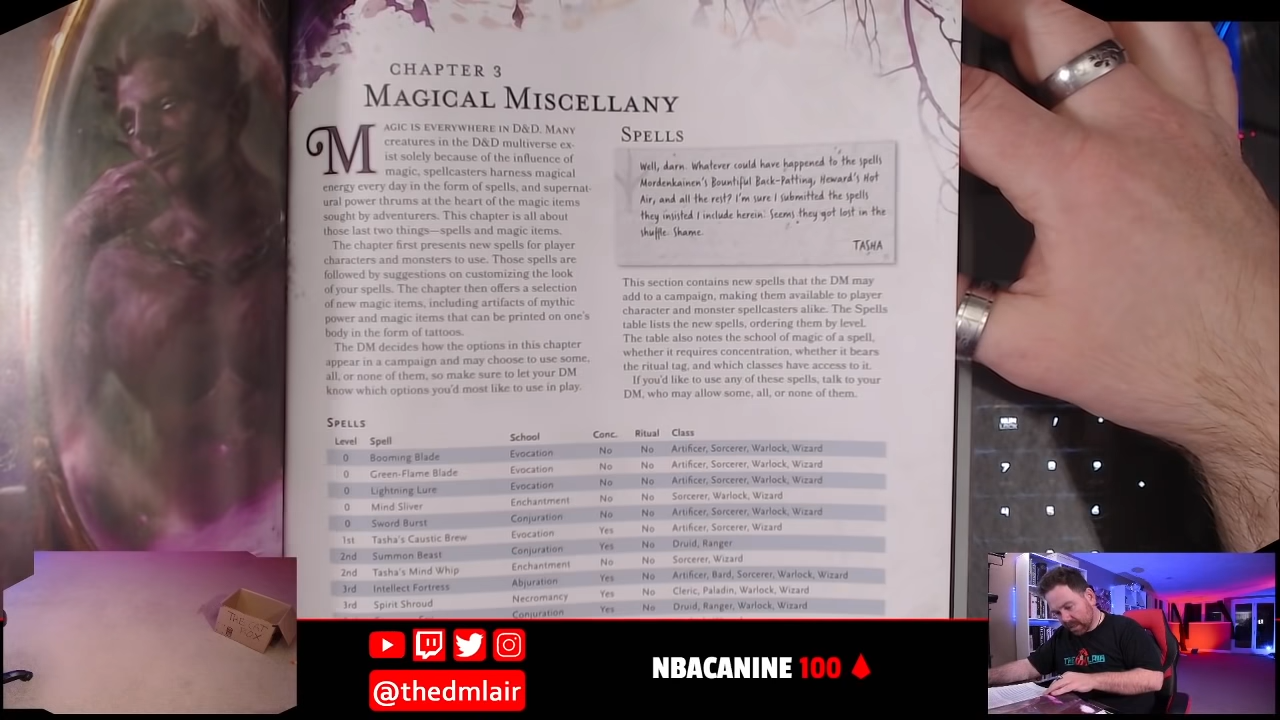 CHAPTER 3
MAGICAL MISCELLANY
MAGIC IS EVERYWHERE IN D&D. MANY
creatures in the D&D multiverse ex-
ist solely because of the influence of
magic, spellcasters harness magical
energy every day in the form of spells, and supernat-
ural power thrums at the heart of the magic items
sought by adventurers. This chapter is all about
those last two things—spells and magic items.
The chapter first presents new spells for player
characters and monsters to use. Those spells are
followed by suggestions on customizing the look
of your spells. The chapter then offers a selection
of new magic items, including artifacts of mythic
power and magic items that can be printed on one's
body in the form of tattoos.
The DM decides how the options in this chapter
appear in a campaign and may choose to use some,
all, or none of them, so make sure to let your DM
know which options you'd most like to use in play.
SPELLS
Well, darn. Whatever could have happened to the spells
Mordenkainen's Bountiful Back-Patting, Heward's Hot
Air, and all the rest? I'm sure I submitted the spells
they insisted I include herein. Seems they got lost in the
shuffle. Shame.
TASHA
This section contains new spells that the DM may
add to a campaign, making them available to player
character and monster spellcasters alike. The Spells
table lists the new spells, ordering them by level.
The table also notes the school of magic of a spell,
whether it requires concentration, whether it bears
the ritual tag, and which classes have access to it.
If you'd like to use any of these spells, talk to your
DM, who may allow some, all, or none of them.
SPELLS
Level Spell School Conc. Ritual Class
0 Booming Blade Evocation No No Artificer, Sorcerer, Warlock, Wizard
0 Green-Flame Blade Evocation No No Artificer, Sorcerer, Warlock, Wizard
0 Lightning Lure Evocation No No Artificer, Sorcerer, Warlock, Wizard
0 Mind Sliver Enchantment No No Sorcerer, Warlock, Wizard
0 Sword Burst Conjuration No No Artificer, Sorcerer, Warlock, Wizard
1st Tasha's Caustic Brew Evocation Yes No Artificer, Sorcerer, Wizard
2nd Summon Beast Conjuration Yes No Druid, Ranger
2nd Tasha's Mind Whip Enchantment No No Sorcerer, Wizard
3rd Intellect Fortress Abjuration Yes No Artificer, Bard, Sorcerer, Warlock, Wizard
3rd Spirit Shroud Necromancy Yes No Cleric, Paladin, Warlock, Wizard
Conjuration Yes No Druid, Ranger, Warlock, Wizard
7 8 9
4 5 6
THE CAT
BOX
@thedmlair
NBACANINE 100